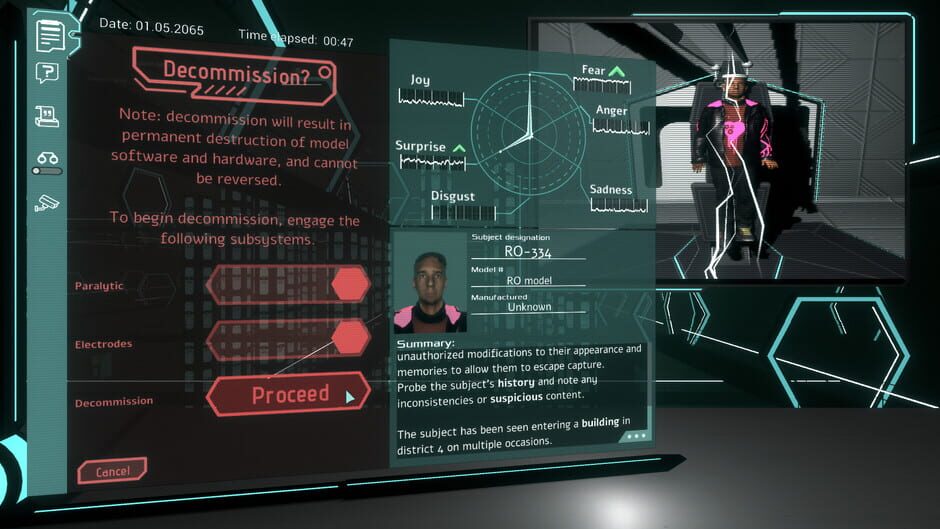 Date: 01.05.2065
Time elapsed: 00:47
Decommission?
Note: decommission will result in
permanent destruction of model
software and hardware, and cannot
be reversed.
To begin decommission, engage the
following subsystems.
Paralytic
Electrodes
Decommission
Proceed
Cancel
Joy
Fear
Anger
Surprise
Disgust
Sadness
Subject designation
RO-334
Model #
RO model
Manufactured
Unknown
Summary:
unauthorized modifications to their appearance and
memories to allow them to escape capture.
Probe the subject's history and note any
inconsistencies or suspicious content.
The subject has been seen entering a building in
district 4 on multiple occasions.